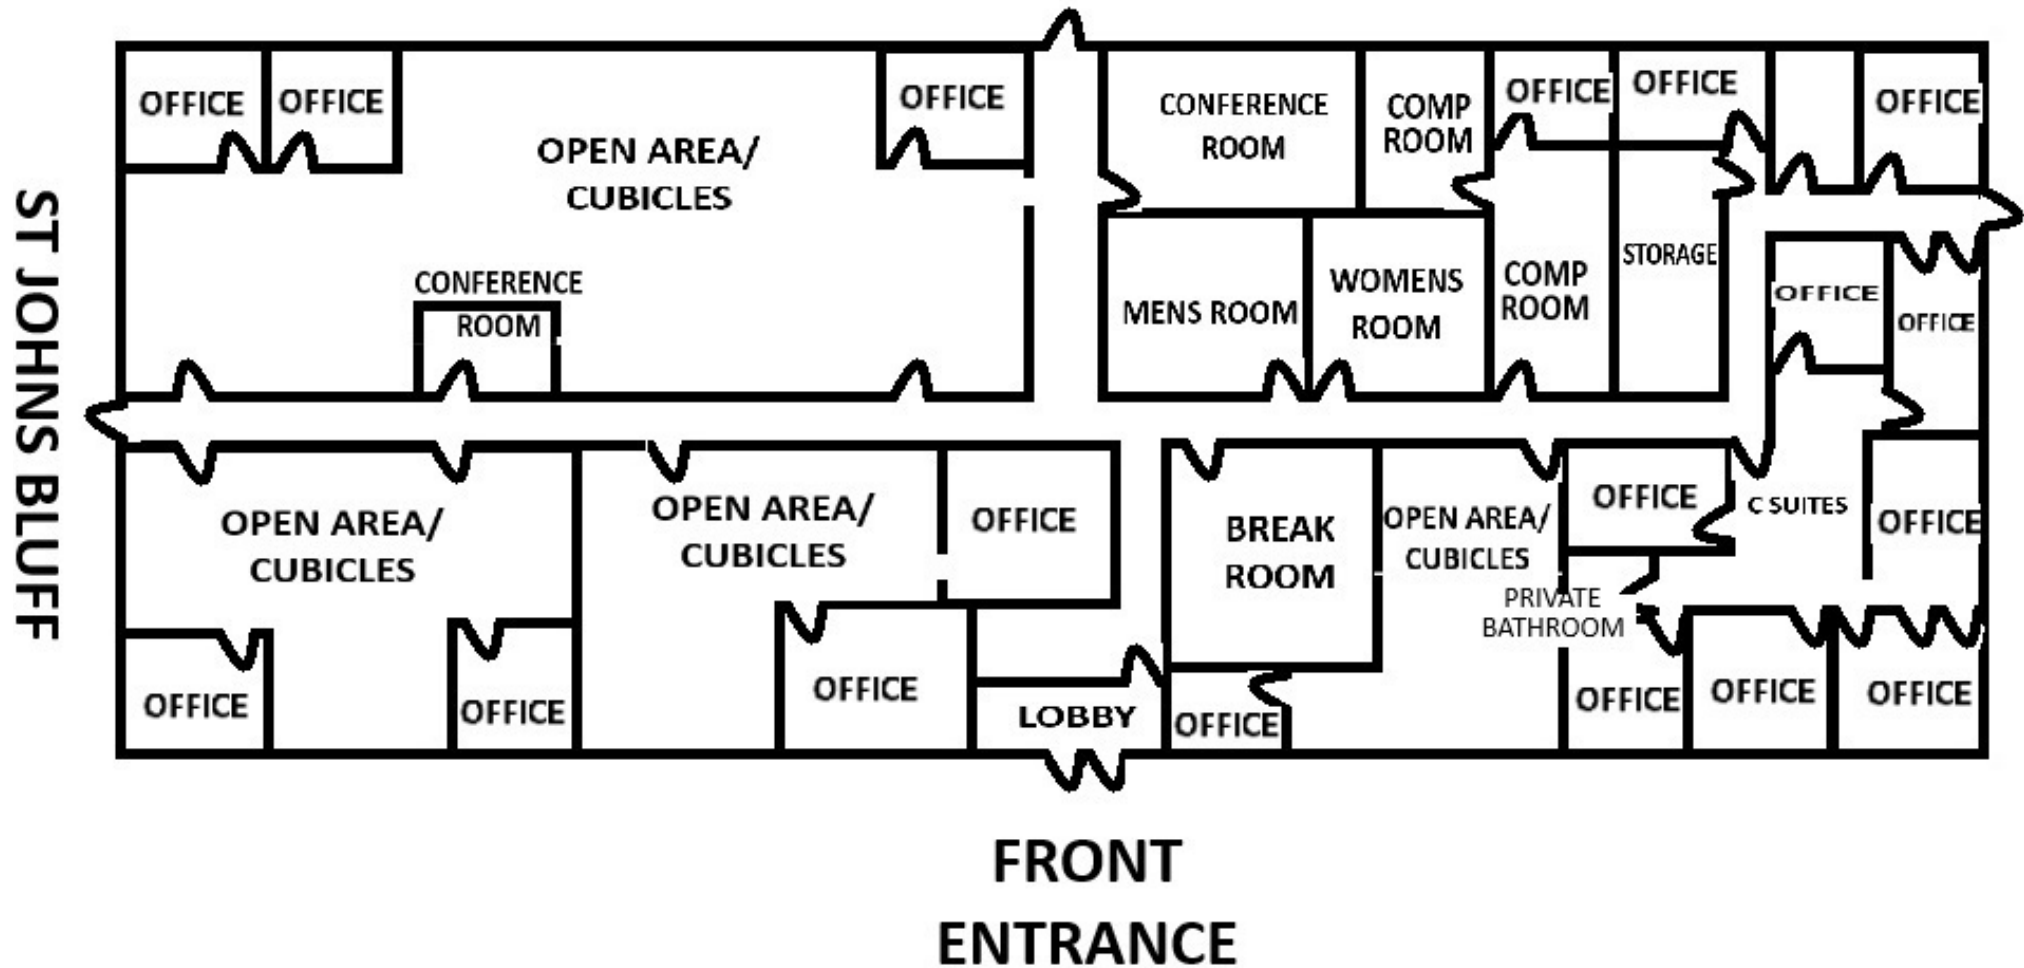 OFFICE
OFFICE
OPEN AREA/
CUBICLES
OFFICE
CONFERENCE
ROOM
COMP
ROOM
OFFICE
OFFICE
OFFICE
ST JOHNS BLUFF
CONFERENCE
ROOM
MENS ROOM
WOMENS
ROOM
COMP
ROOM
STORAGE
OFFICE
OFFICE
OPEN AREA/
CUBICLES
OPEN AREA/
CUBICLES
OFFICE
BREAK
ROOM
OPEN AREA/
CUBICLES
OFFICE
C SUITES
OFFICE
PRIVATE
BATHROOM
OFFICE
OFFICE
OFFICE
LOBBY
OFFICE
OFFICE
OFFICE
OFFICE
FRONT
ENTRANCE